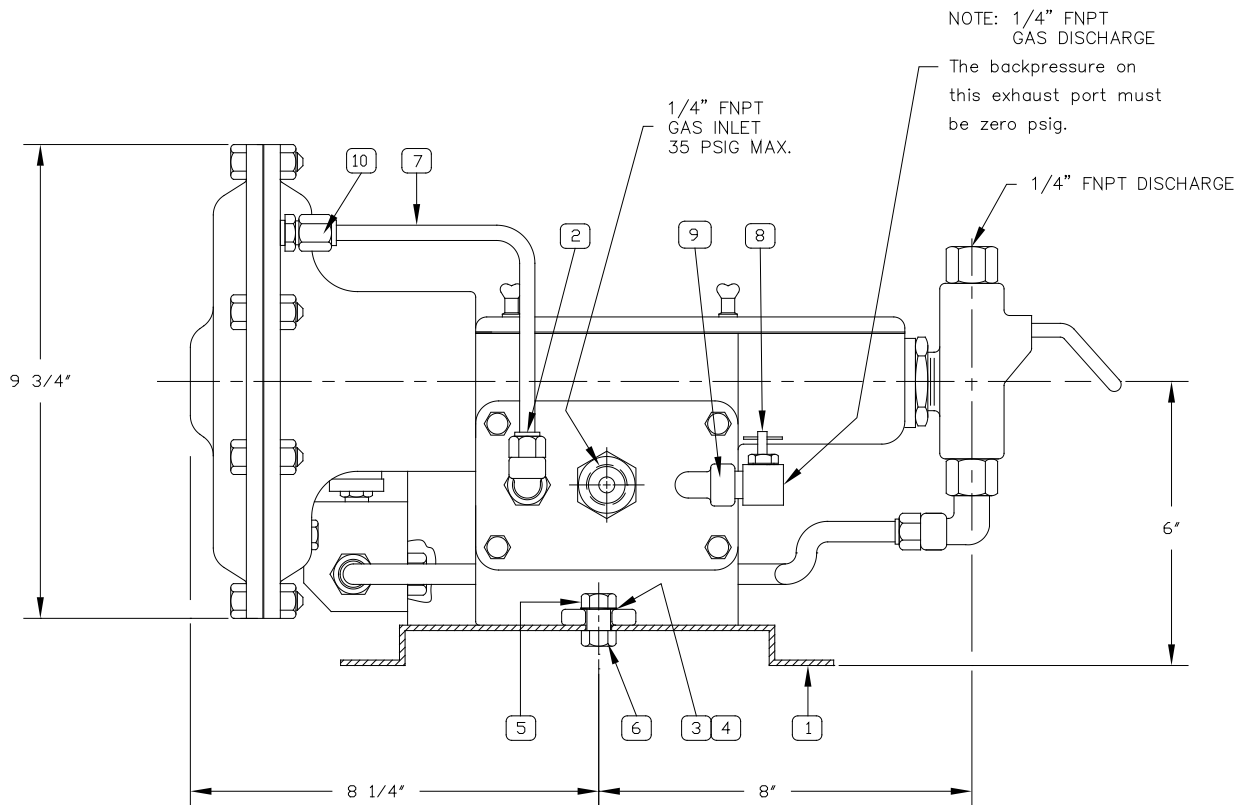 NOTE: 1/4” FNPT
GAS DISCHARGE
The backpressure on
this exhaust port must
be zero psig.
1/4” FNPT
GAS INLET
35 PSIG MAX.
10
7
1/4” FNPT DISCHARGE
2
9
8
9 3/4”
6”
5
6
3
4
1
8 1/4”
8”